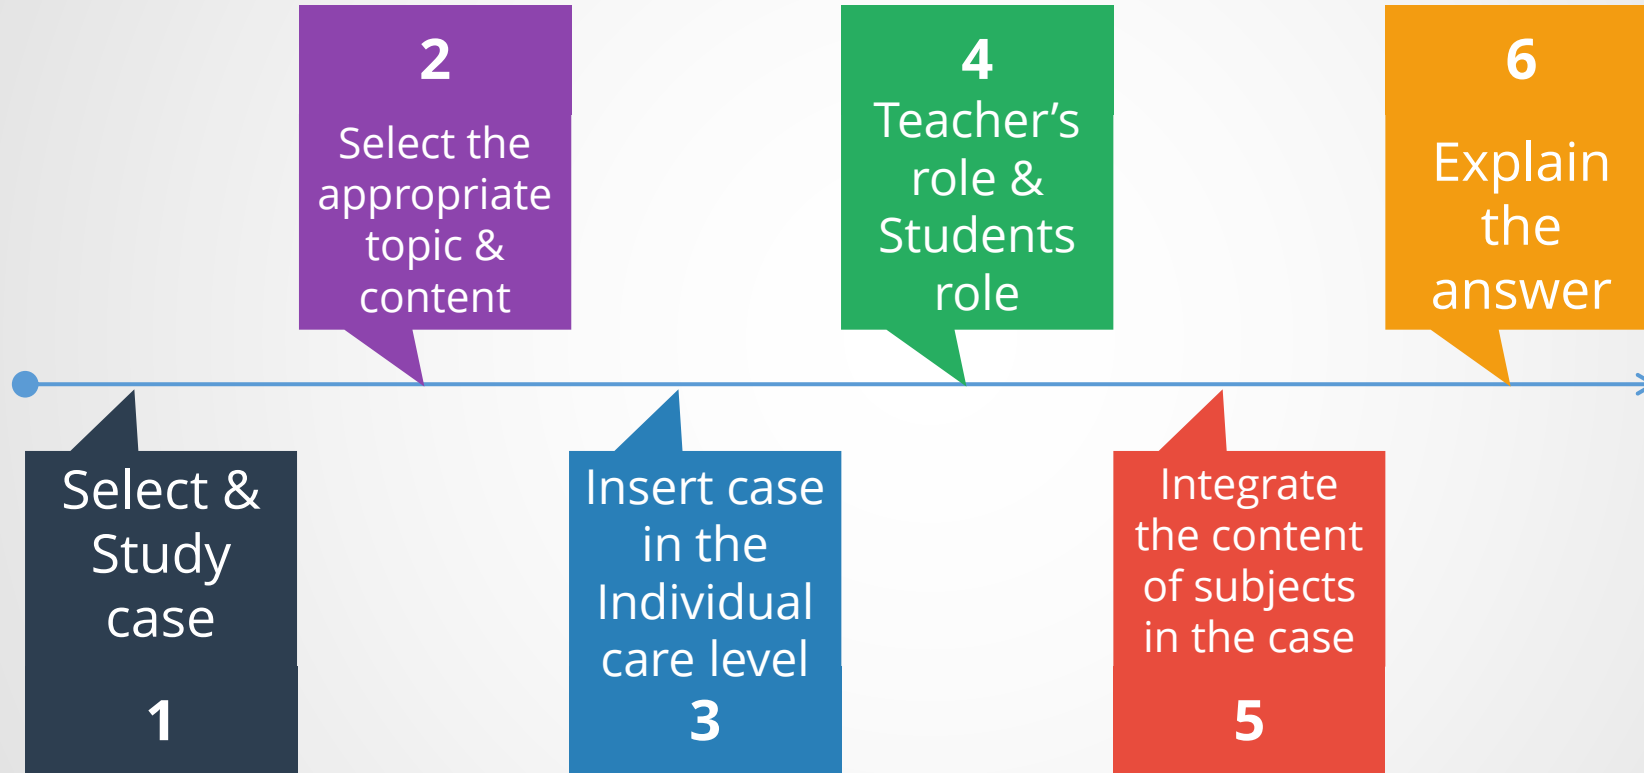 2
Select the
appropriate
topic &
content
4
Teacher’s
role &
Students
role
6
Explain
the
answer
Select &
Study
case
1
Insert case
in the
Individual
care level
3
Integrate
the content
of subjects
in the case
5